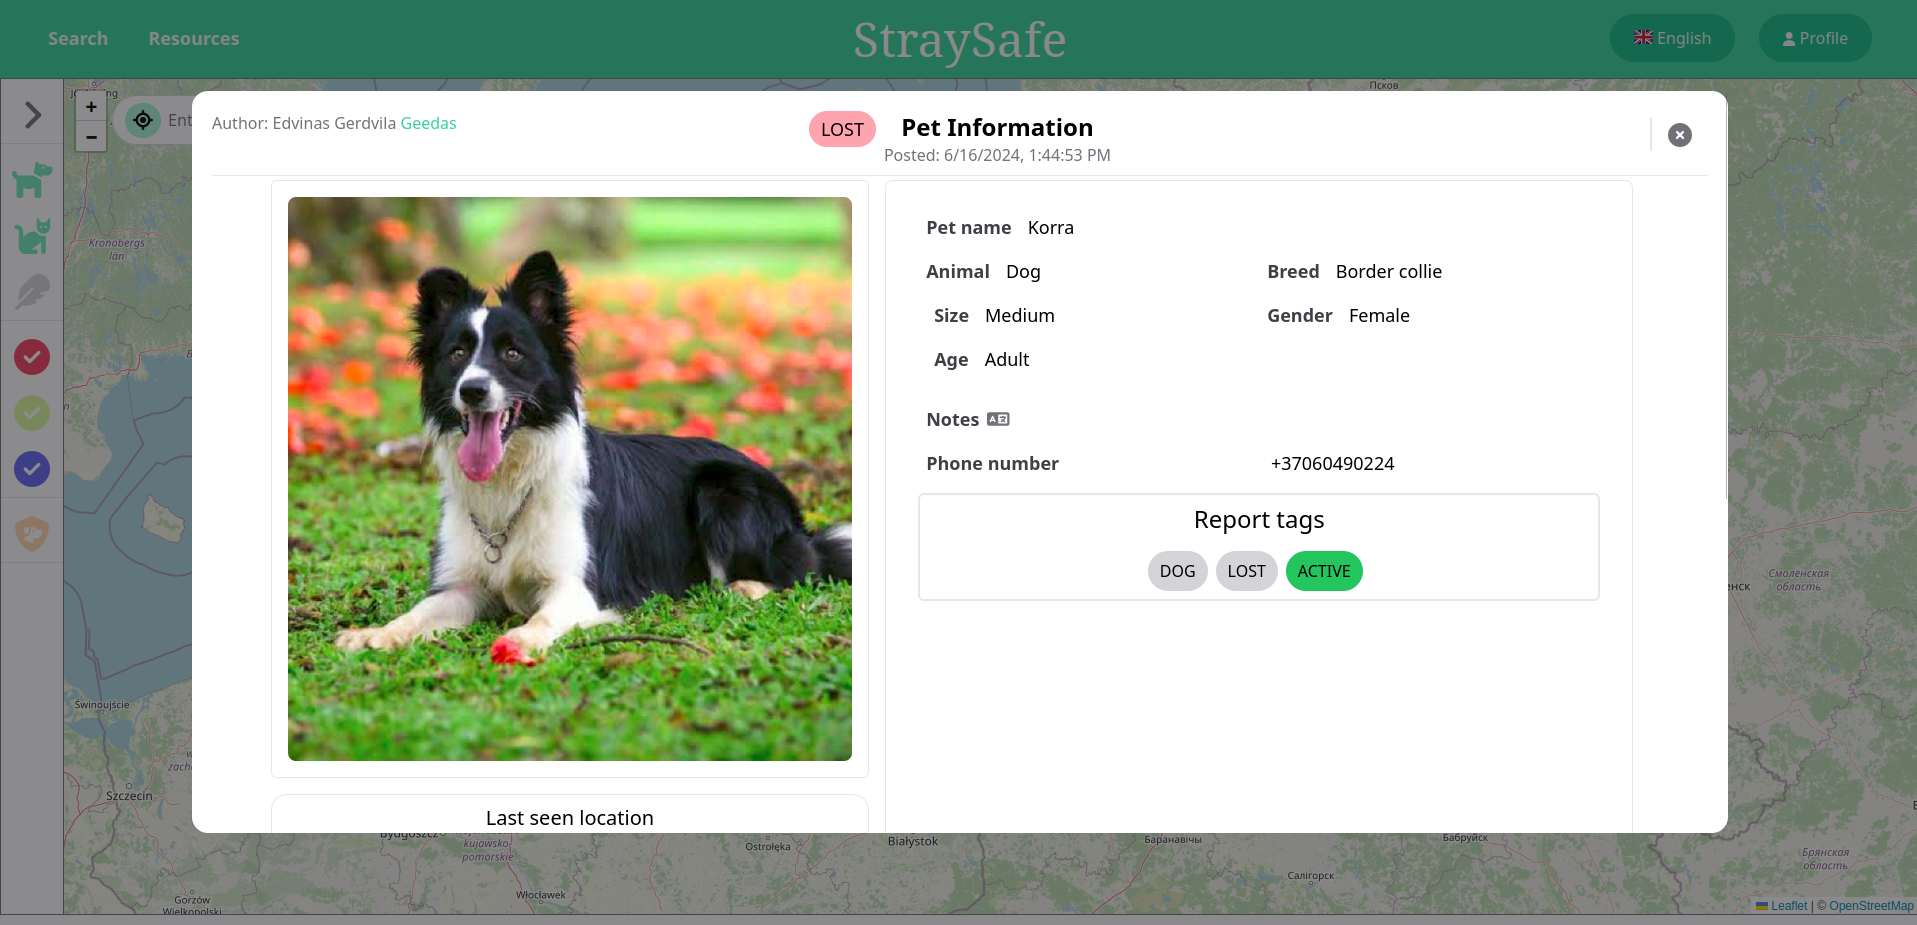 Search
Resources
StraySafe
English
Profile
+
−
Ent
Псков
Author: Edvinas Gerdvila Geedas
LOST
Pet Information
Posted: 6/16/2024, 1:44:53 PM
Kronobergs
län
Pet name Korra
Animal Dog
Breed Border collie
Size Medium
Gender Female
Age Adult
Notes
Phone number
+37060490224
Report tags
DOG
LOST
ACTIVE
Смоленская
область
Świnoujście
Szczecin
Last seen location
kujawsko-
pomorskie
Ostrołęka
Białystok
Баранавічы
Бабруйск
Брянская
область
Салігорск
Włocławek
Gorzów
Wielkopolski
Leaflet | © OpenStreetMap